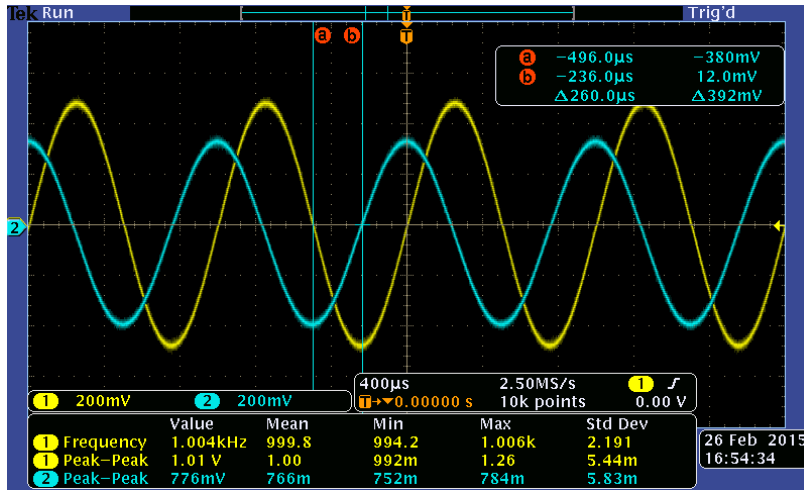 Tek Run Trig'd
a b T
a −496.0µs −380mV
b −236.0µs 12.0mV
Δ260.0µs Δ392mV
2
1 200mV 2 200mV
400µs 2.50MS/s 1
T→▾0.00000 s 10k points 0.00 V
Value Mean Min Max Std Dev
1 Frequency 1.004kHz 999.8 994.2 1.006k 2.191
1 Peak−Peak 1.01 V 1.00 992m 1.26 5.44m
2 Peak−Peak 776mV 766m 752m 784m 5.83m
26 Feb 2015
16:54:34